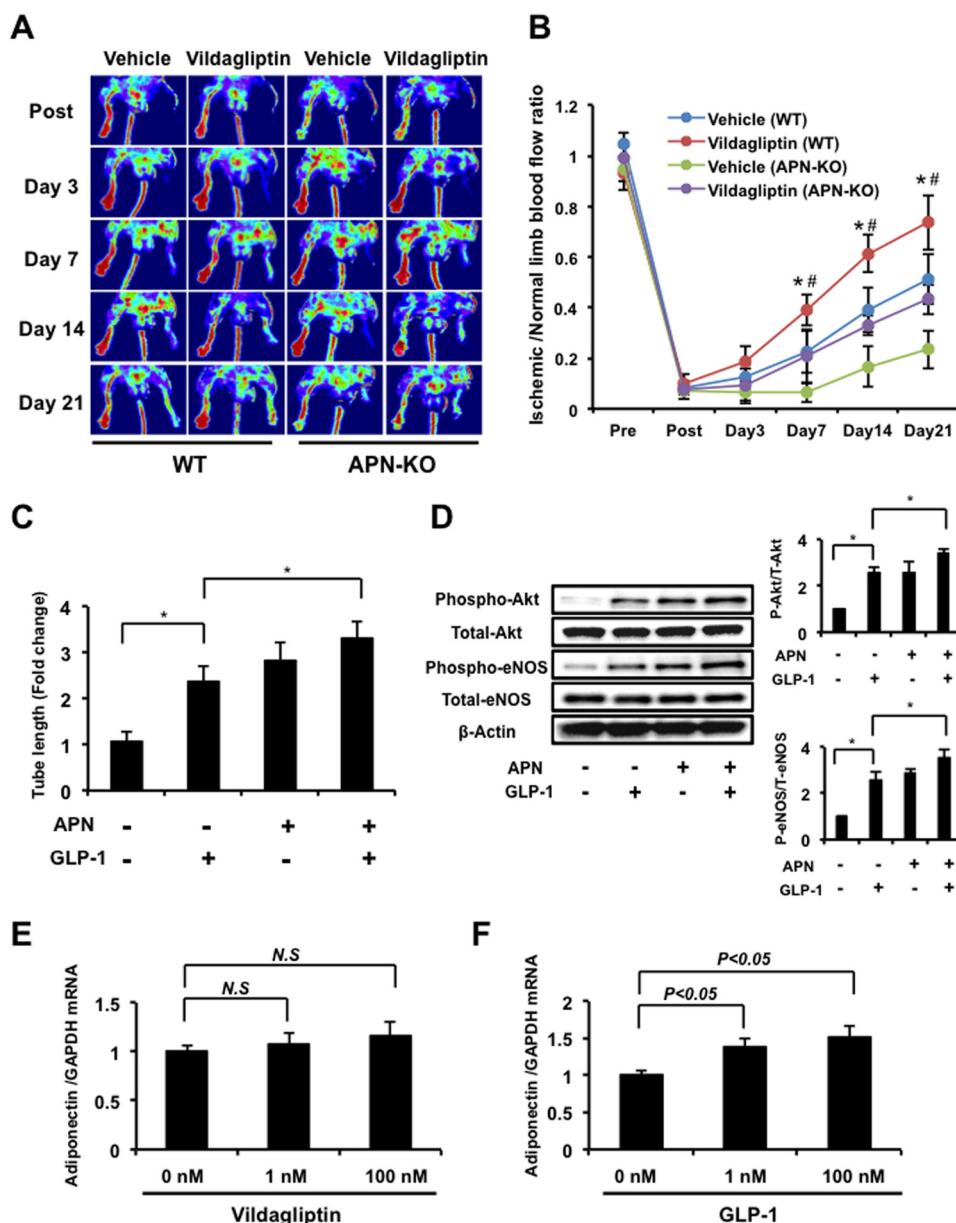 A
Vehicle Vildagliptin Vehicle Vildagliptin
Post
Day 3
Day 7
Day 14
Day 21
WT
APN-KO
B
Ischemic /Normal limb blood flow ratio
1.2
1
0.8
0.6
0.4
0.2
0
Vehicle (WT)
Vildagliptin (WT)
Vehicle (APN-KO)
Vildagliptin (APN-KO)
* #
* #
* #
Pre Post Day3 Day7 Day14 Day21
C
Tube length (Fold change)
4
3
2
1
0
*
*
APN - - + +
GLP-1 - + - +
D
Phospho-Akt
Total-Akt
Phospho-eNOS
Total-eNOS
β-Actin
APN - - + +
GLP-1 - + - +
P-Akt/T-Akt
4
2
0
*
*
APN - - + +
GLP-1 - + - +
P-eNOS/T-eNOS
4
2
0
*
*
APN - - + +
GLP-1 - + - +
E
Adiponectin /GAPDH mRNA
1.5
1
0.5
0
N.S
N.S
0 nM 1 nM 100 nM
Vildagliptin
F
Adiponectin /GAPDH mRNA
2
1.5
1
0.5
0
P<0.05
P<0.05
0 nM 1 nM 100 nM
GLP-1